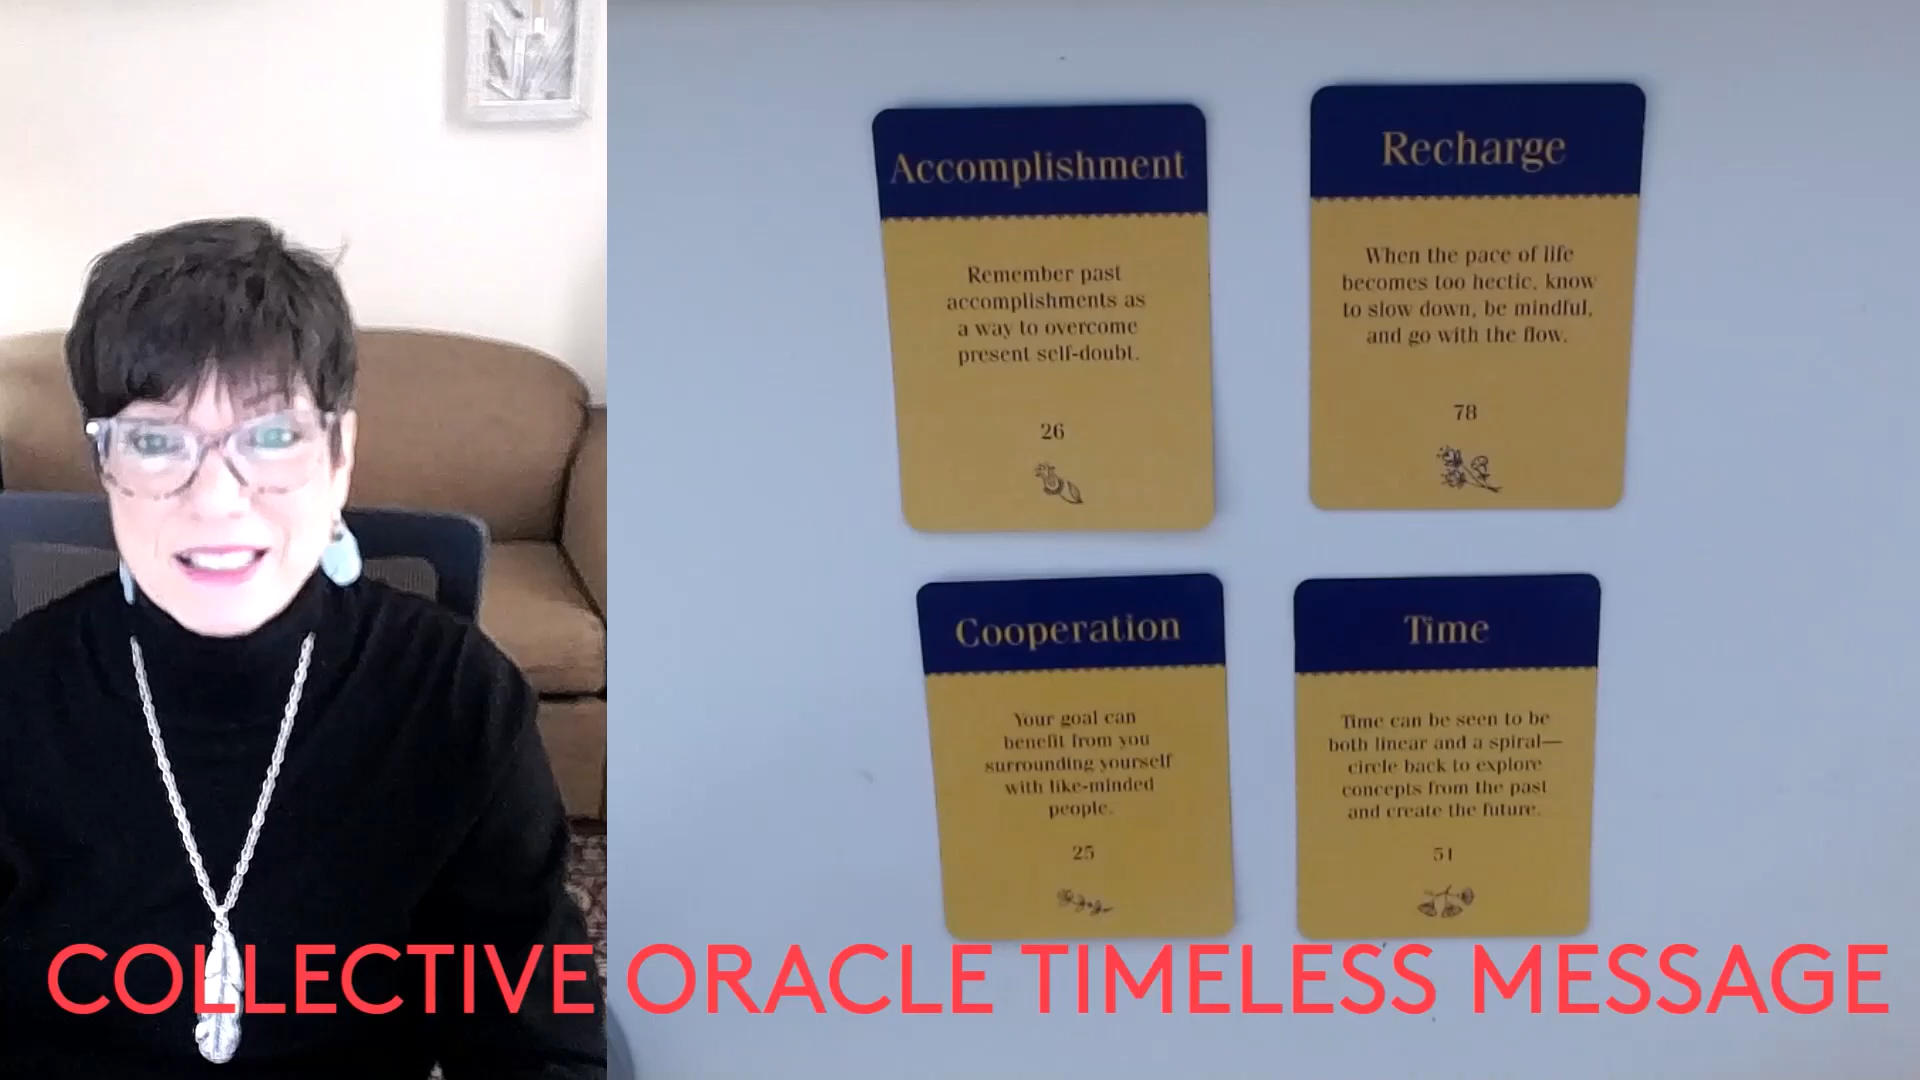 Accomplishment
Remember past
accomplishments as
a way to overcome
present self-doubt.
26
Recharge
When the pace of life
becomes too hectic, know
to slow down, be mindful,
and go with the flow.
78
Cooperation
Your goal can
benefit from you
surrounding yourself
with like-minded
people.
25
Time
Time can be seen to be
both linear and a spiral—
circle back to explore
concepts from the past
and create the future.
51
COLLECTIVE ORACLE TIMELESS MESSAGE